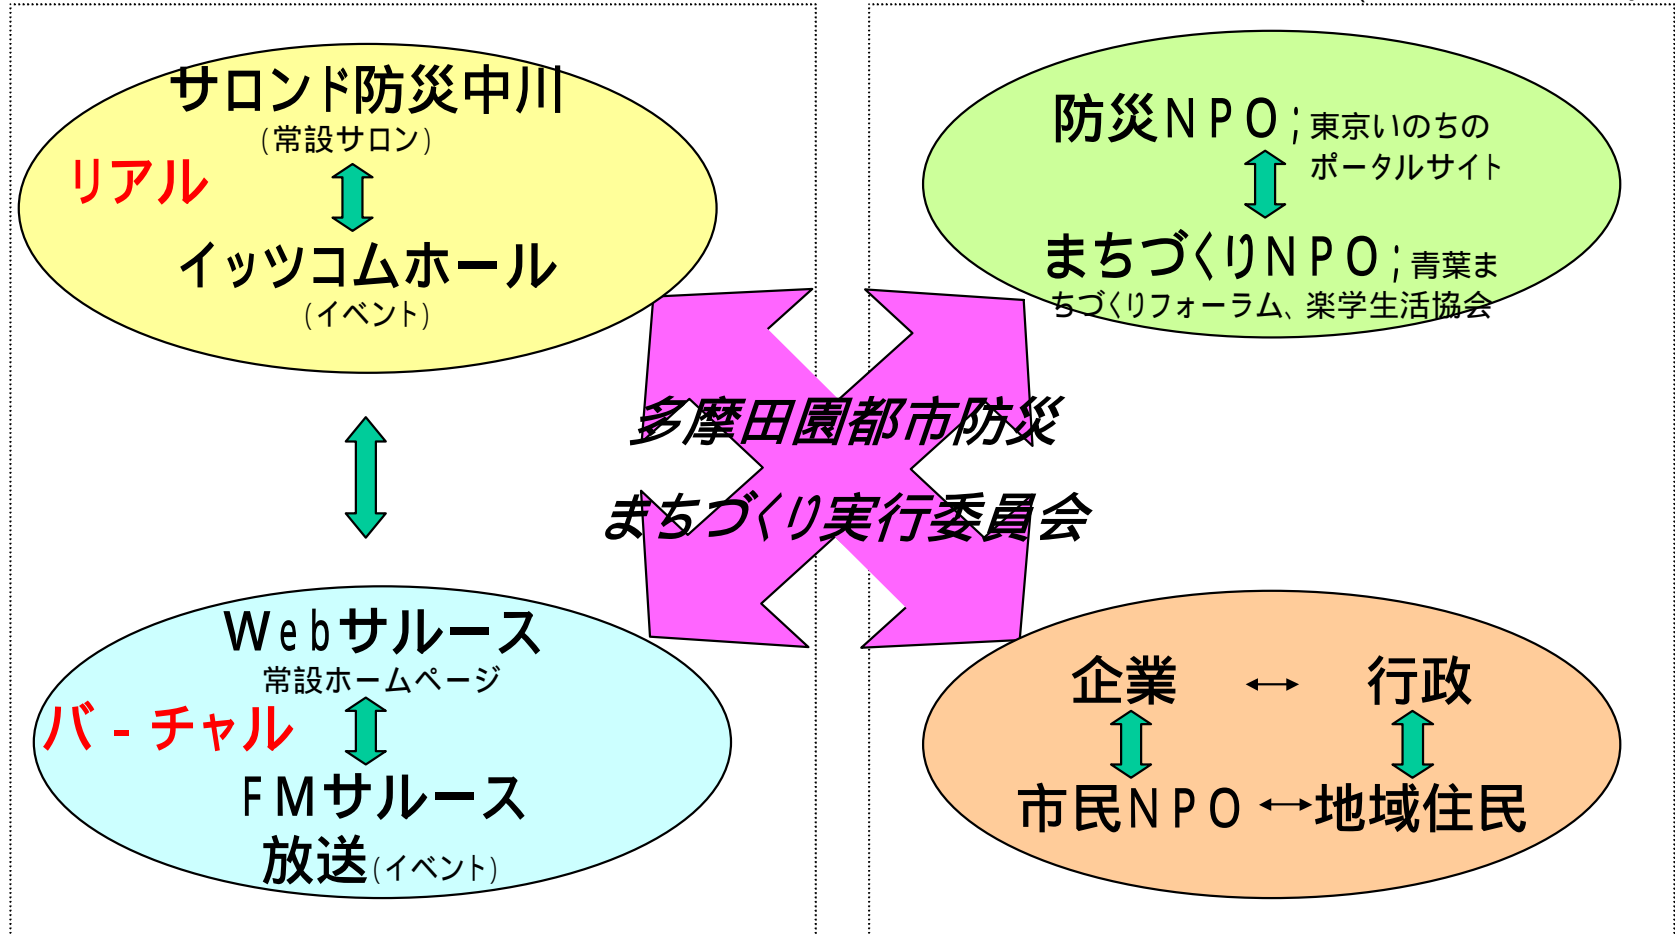 サロンド防災中川
(常設サロン)
リアル
イッツコムホール
(イベント)
防災NPO;東京いのちの
ポータルサイト
まちづくりNPO;青葉ま
ちづくりフォーラム、楽学生活協会
多摩田園都市防災
まちづくり実行委員会
Webサルース
常設ホームページ
バ-チャル
FMサルース
放送(イベント)
企業 ↔ 行政
市民NPO ↔ 地域住民